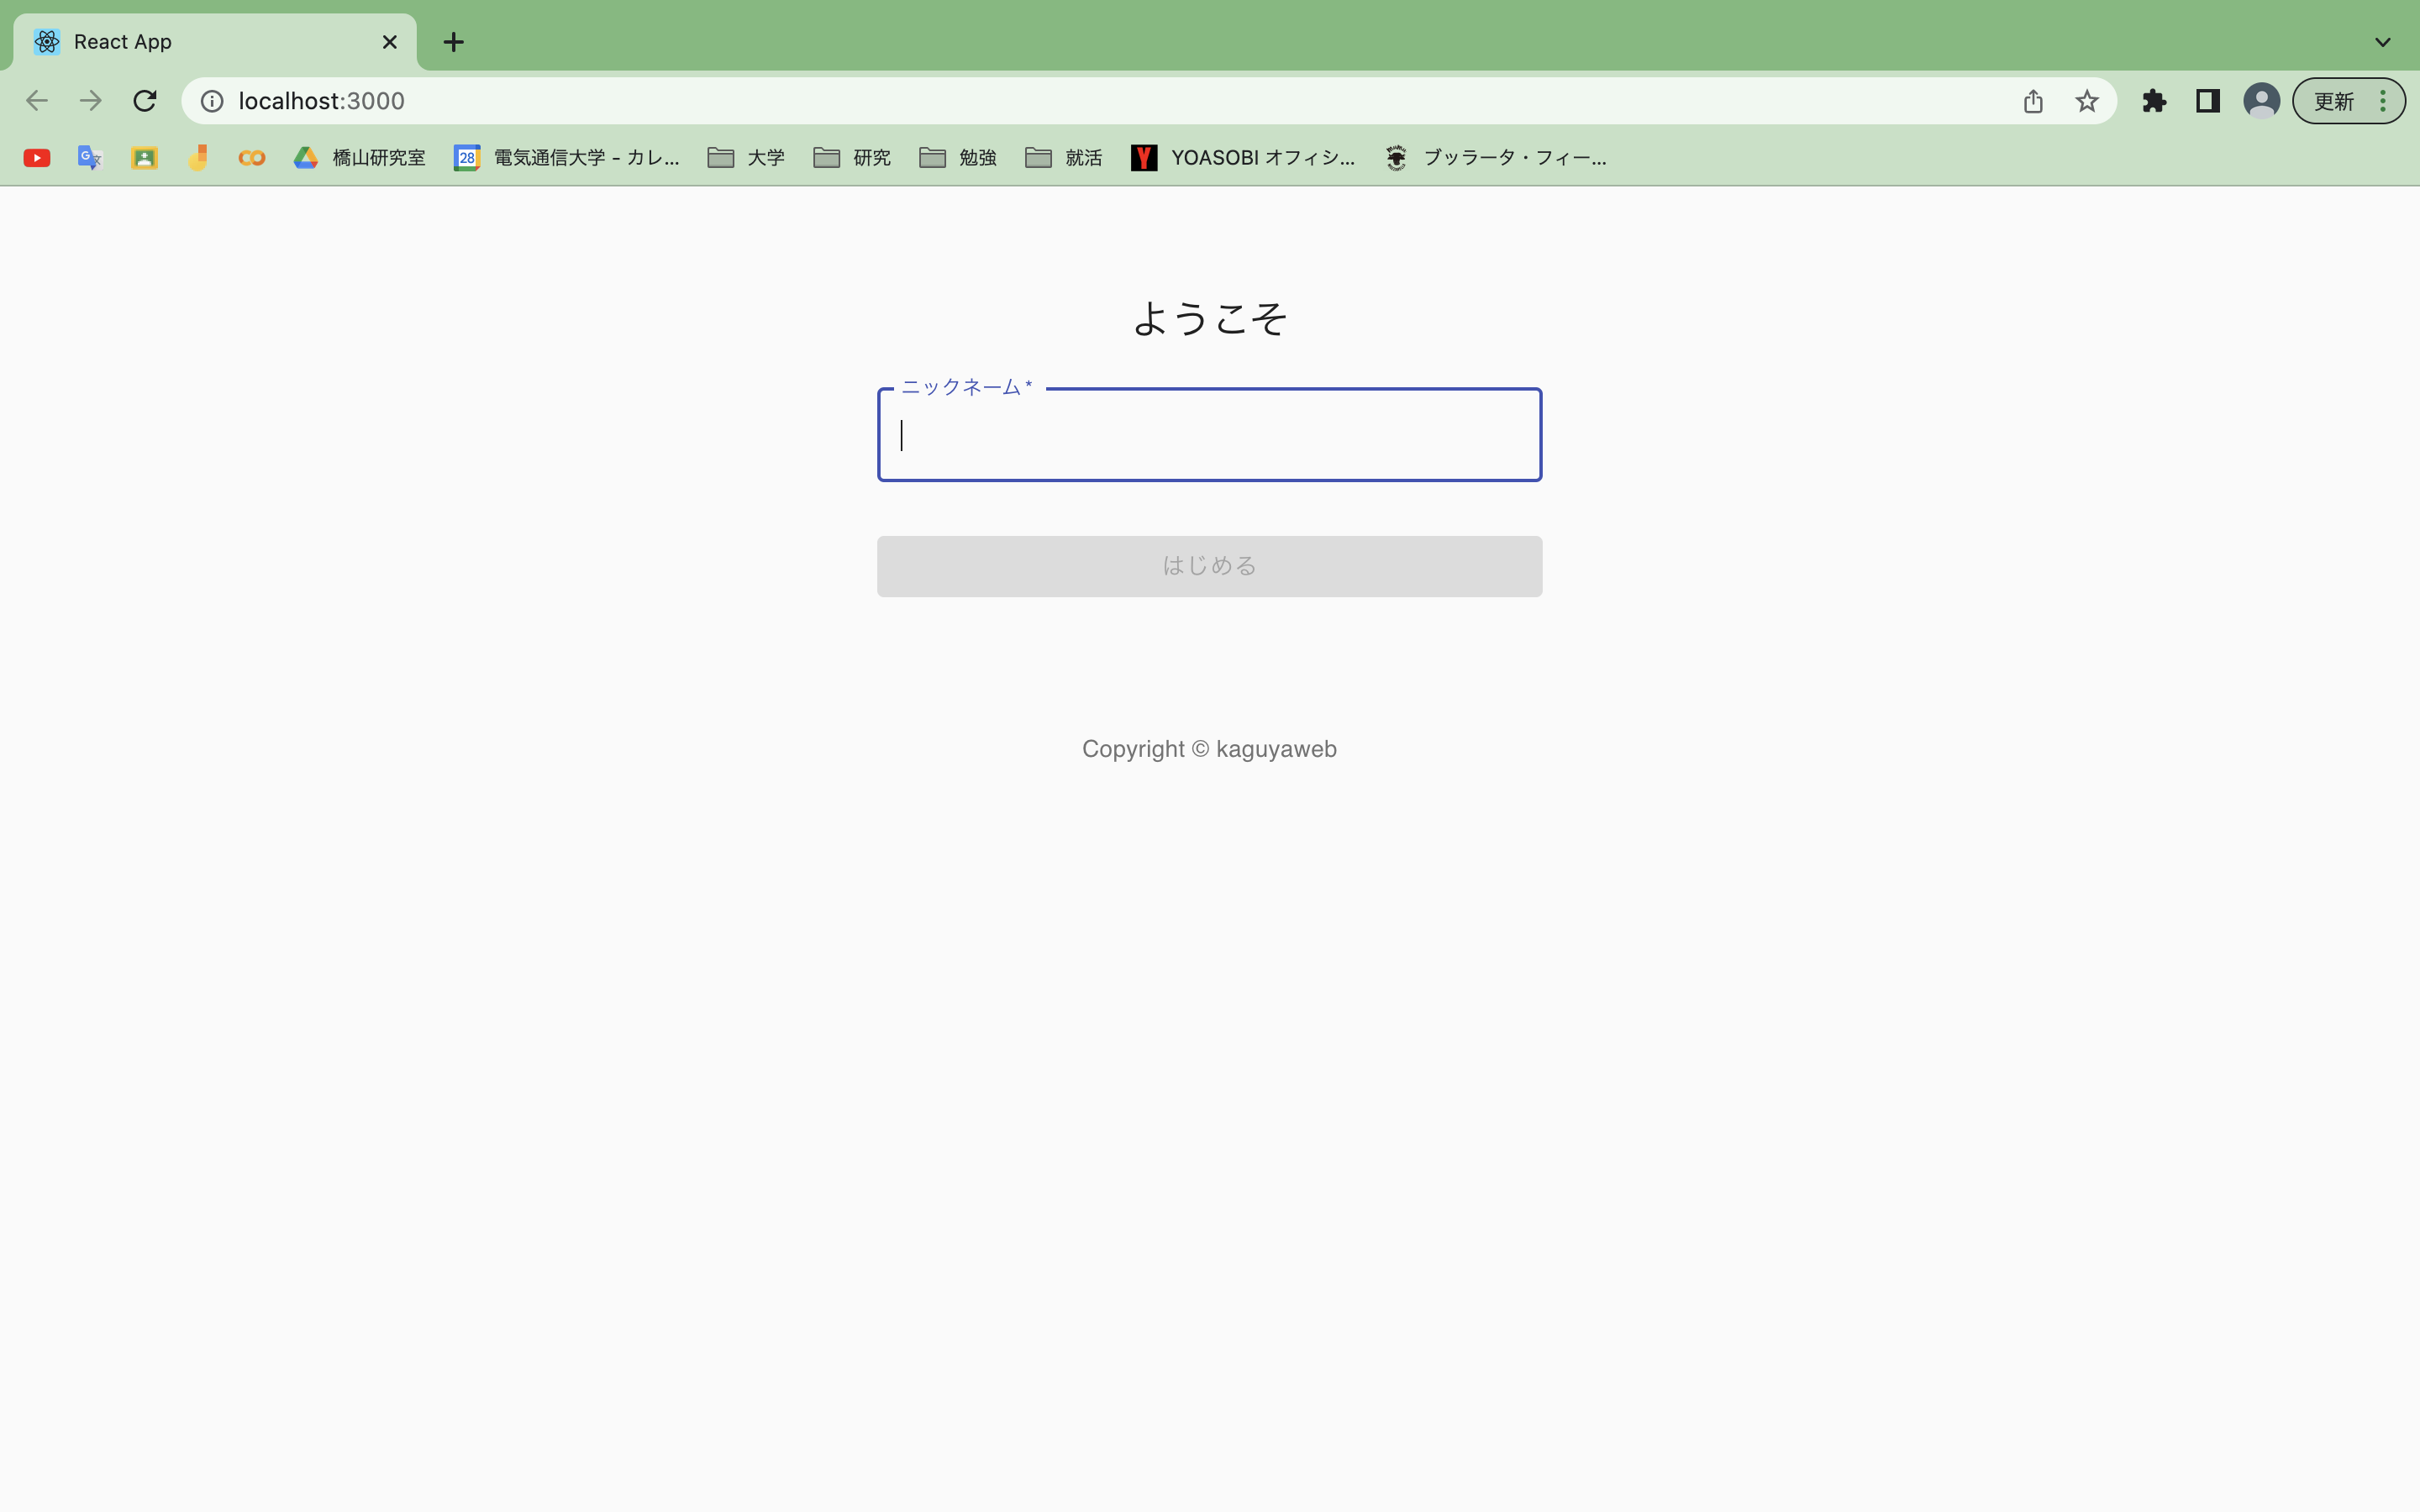 React App
localhost:3000
更新
橋山研究室
28 電気通信大学 - カレ...
大学
研究
勉強
就活
YOASOBI オフィシ...
ブッラータ・フィー...
ようこそ
ニックネーム *
はじめる
Copyright © kaguyaweb